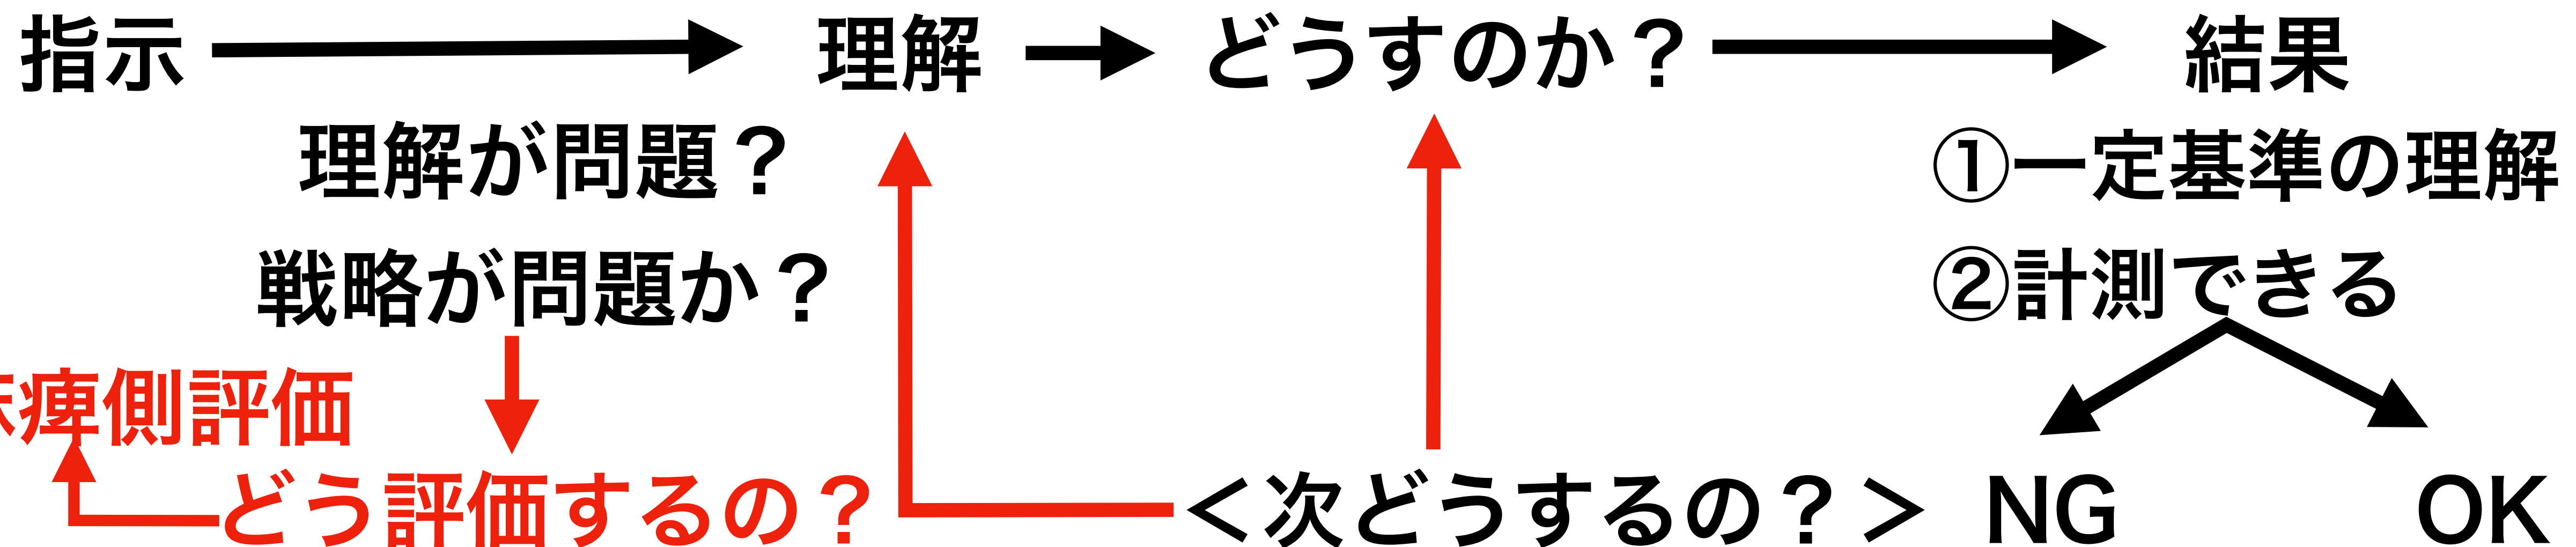 指示 理解 どうすのか？ 結果
理解が問題？ ①一定基準の理解
戦略が問題か？ ②計測できる
痺側評価
どう評価するの？ ＜次どうするの？＞ NG OK